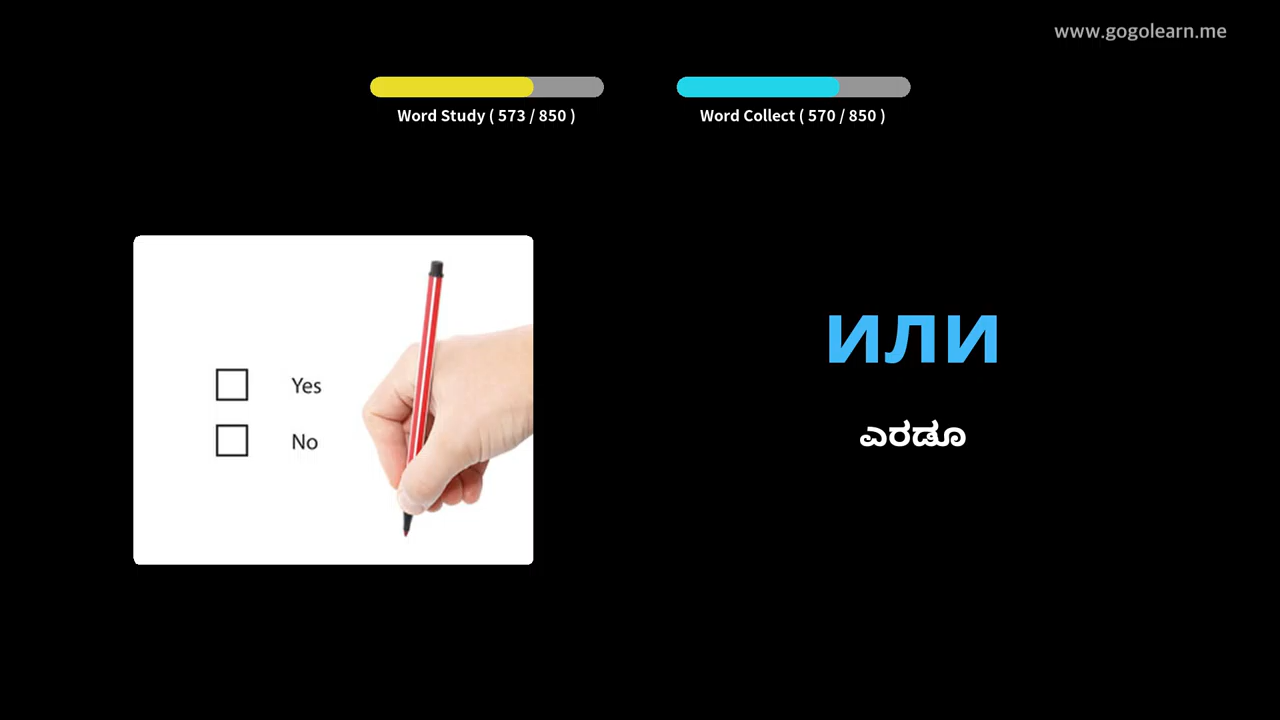 www.gogolearn.me
Word Study ( 573 / 850 )
Word Collect ( 570 / 850 )
Yes
No
или
ಎರಡೂ